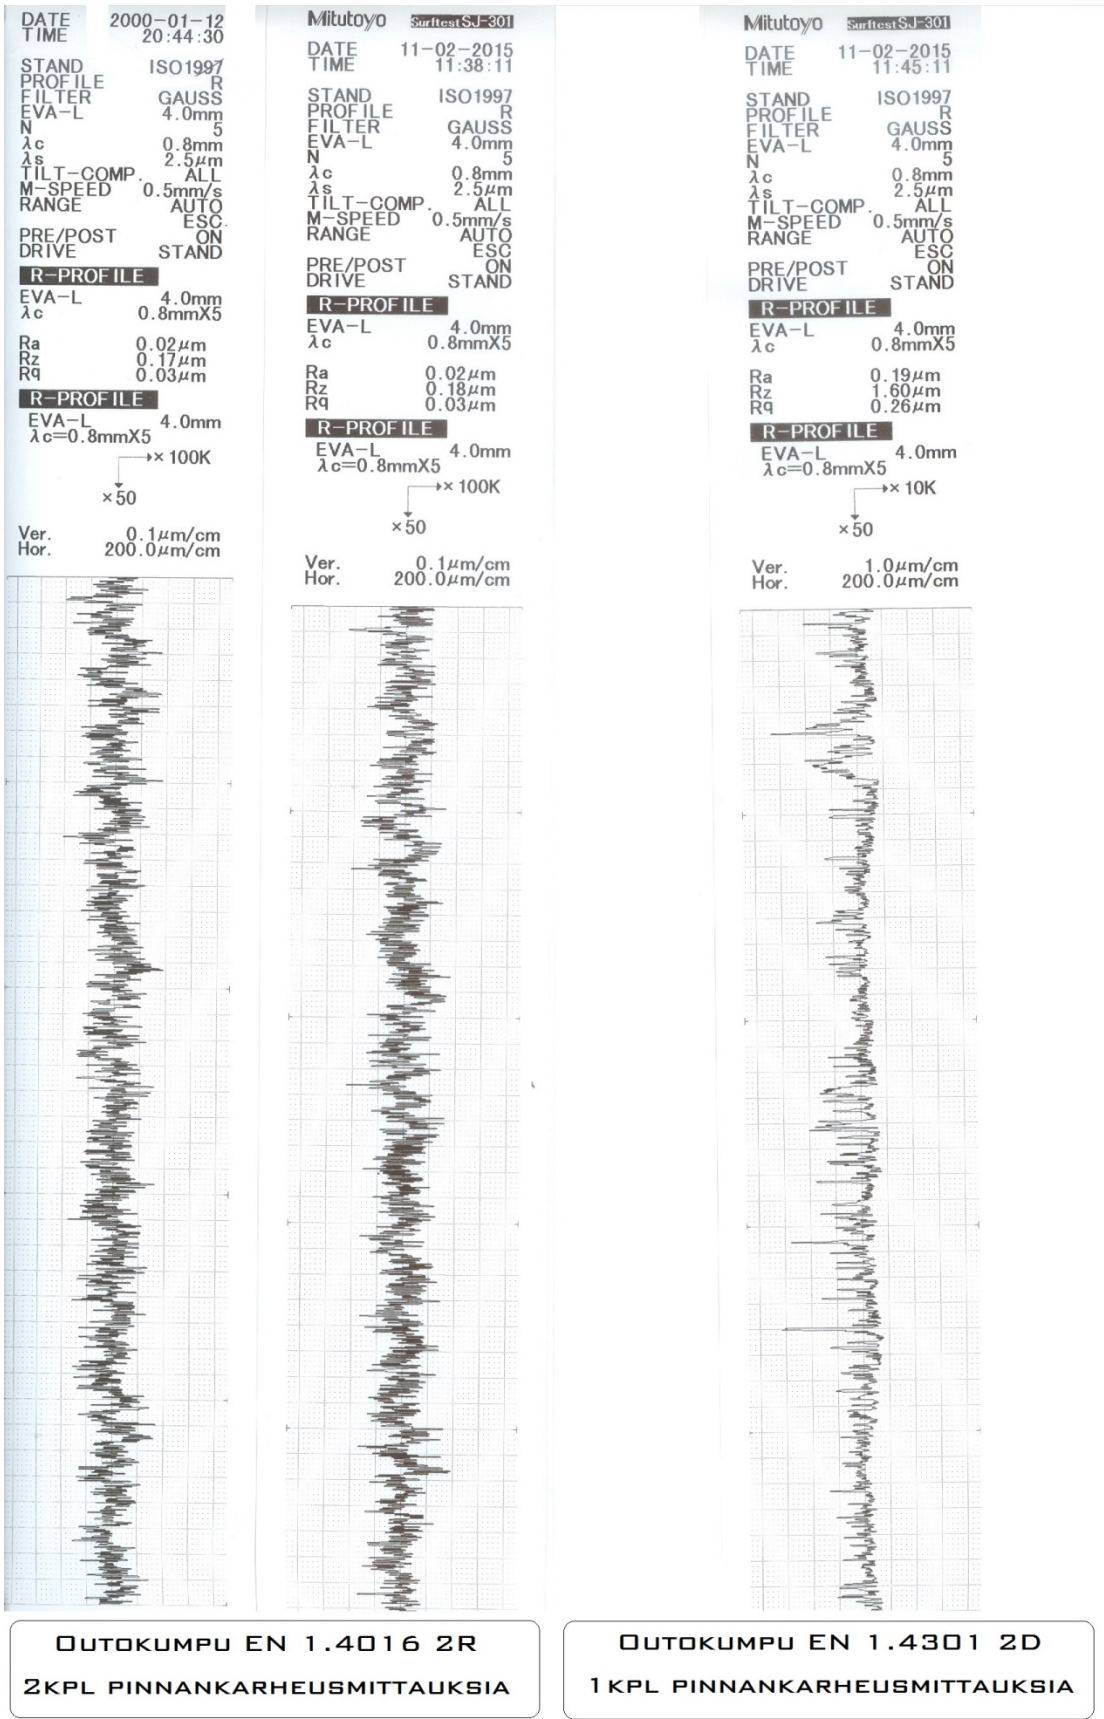 DATE 2000-01-12
TIME 20:44:30
STAND ISO1997
PROFILE R
FILTER GAUSS
EVA-L 4.0mm
N 5
λc 0.8mm
λs 2.5μm
TILT-COMP. ALL
M-SPEED 0.5mm/s
RANGE AUTO
ESC.
PRE/POST ON
DRIVE STAND
R-PROFILE
EVA-L 4.0mm
λc 0.8mmX5
Ra 0.02μm
Rz 0.17μm
Rq 0.03μm
R-PROFILE
EVA-L 4.0mm
λc=0.8mmX5
× 100K
×50
Ver. 0.1μm/cm
Hor. 200.0μm/cm
Mitutoyo Surftest SJ-301
DATE 11-02-2015
TIME 11:38:11
STAND ISO1997
PROFILE R
FILTER GAUSS
EVA-L 4.0mm
N 5
λc 0.8mm
λs 2.5μm
TILT-COMP. ALL
M-SPEED 0.5mm/s
RANGE AUTO
ESC
PRE/POST ON
DRIVE STAND
R-PROFILE
EVA-L 4.0mm
λc 0.8mmX5
Ra 0.02μm
Rz 0.18μm
Rq 0.03μm
R-PROFILE
EVA-L 4.0mm
λc=0.8mmX5
× 100K
×50
Ver. 0.1μm/cm
Hor. 200.0μm/cm
Mitutoyo Surftest SJ-301
DATE 11-02-2015
TIME 11:45:11
STAND ISO1997
PROFILE R
FILTER GAUSS
EVA-L 4.0mm
N 5
λc 0.8mm
λs 2.5μm
TILT-COMP. ALL
M-SPEED 0.5mm/s
RANGE AUTO
ESC
PRE/POST ON
DRIVE STAND
R-PROFILE
EVA-L 4.0mm
λc 0.8mmX5
Ra 0.19μm
Rz 1.60μm
Rq 0.26μm
R-PROFILE
EVA-L 4.0mm
λc=0.8mmX5
× 10K
×50
Ver. 1.0μm/cm
Hor. 200.0μm/cm
OUTOKUMPU EN 1.4016 2R
2KPL PINNANKARHEUSMITTAUKSIA
OUTOKUMPU EN 1.4301 2D
1KPL PINNANKARHEUSMITTAUKSIA